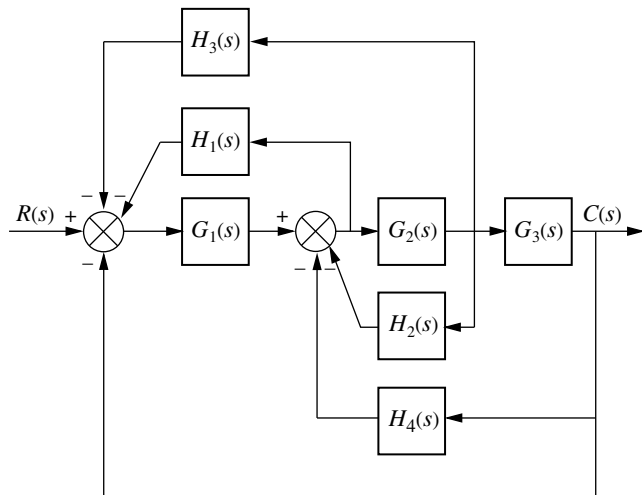 H3(s)
H1(s)
− −
R(s) + G1(s) + G2(s) G3(s) C(s)
−
− −
H2(s)
H4(s)